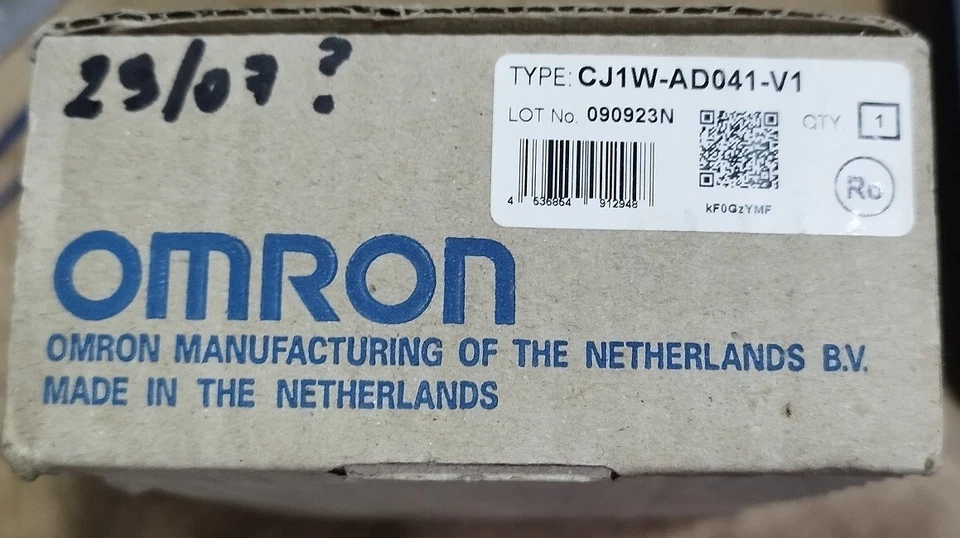 29/07 ?
TYPE: CJ1W-AD041-V1
LOT No. 090923N
QTY 1
4 536854 912948
kF0GzYMF
Ro
OMRON
OMRON MANUFACTURING OF THE NETHERLANDS B.V.
MADE IN THE NETHERLANDS